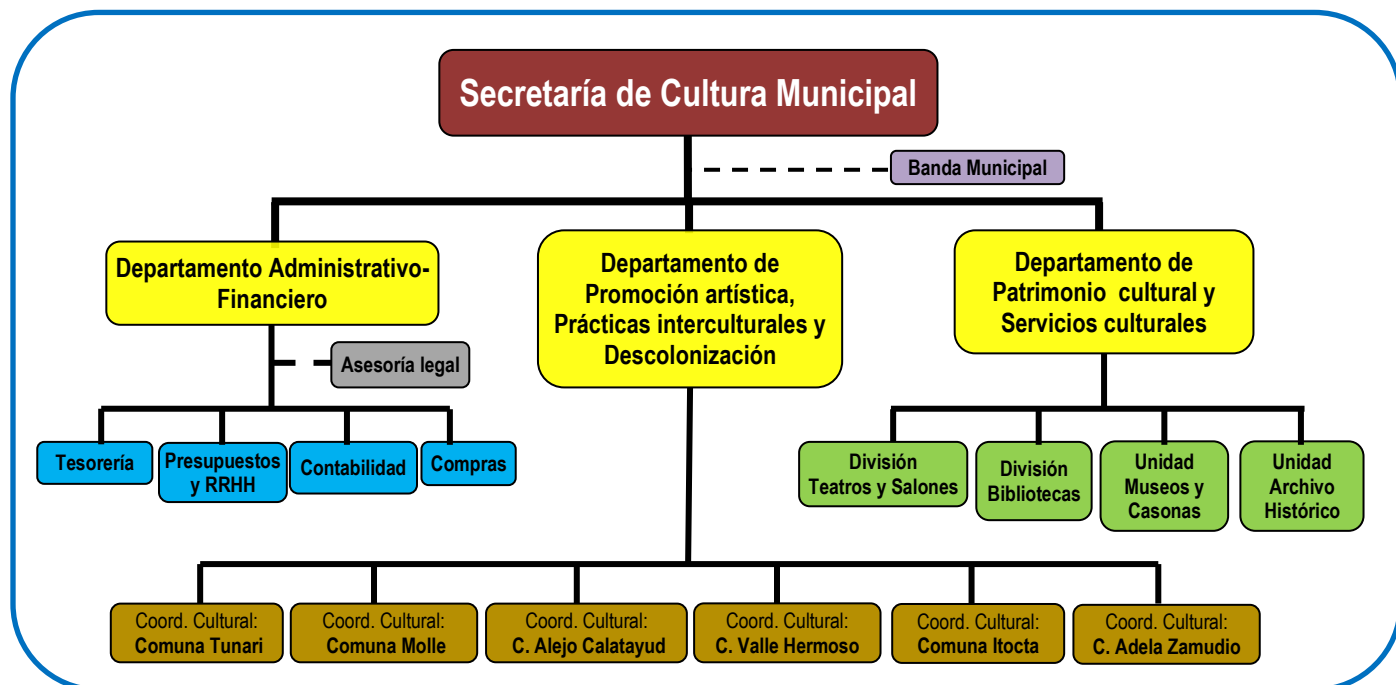 Secretaría de Cultura Municipal
Banda Municipal
Departamento Administrativo-
Financiero
Departamento de
Promoción artística,
Prácticas interculturales y
Descolonización
Departamento de
Patrimonio cultural y
Servicios culturales
Asesoría legal
Tesorería
Presupuestos
y RRHH
Contabilidad
Compras
División
Teatros y Salones
División
Bibliotecas
Unidad
Museos y
Casonas
Unidad
Archivo
Histórico
Coord. Cultural:
Comuna Tunari
Coord. Cultural:
Comuna Molle
Coord. Cultural:
C. Alejo Calatayud
Coord. Cultural:
C. Valle Hermoso
Coord. Cultural:
Comuna Itocta
Coord. Cultural:
C. Adela Zamudio